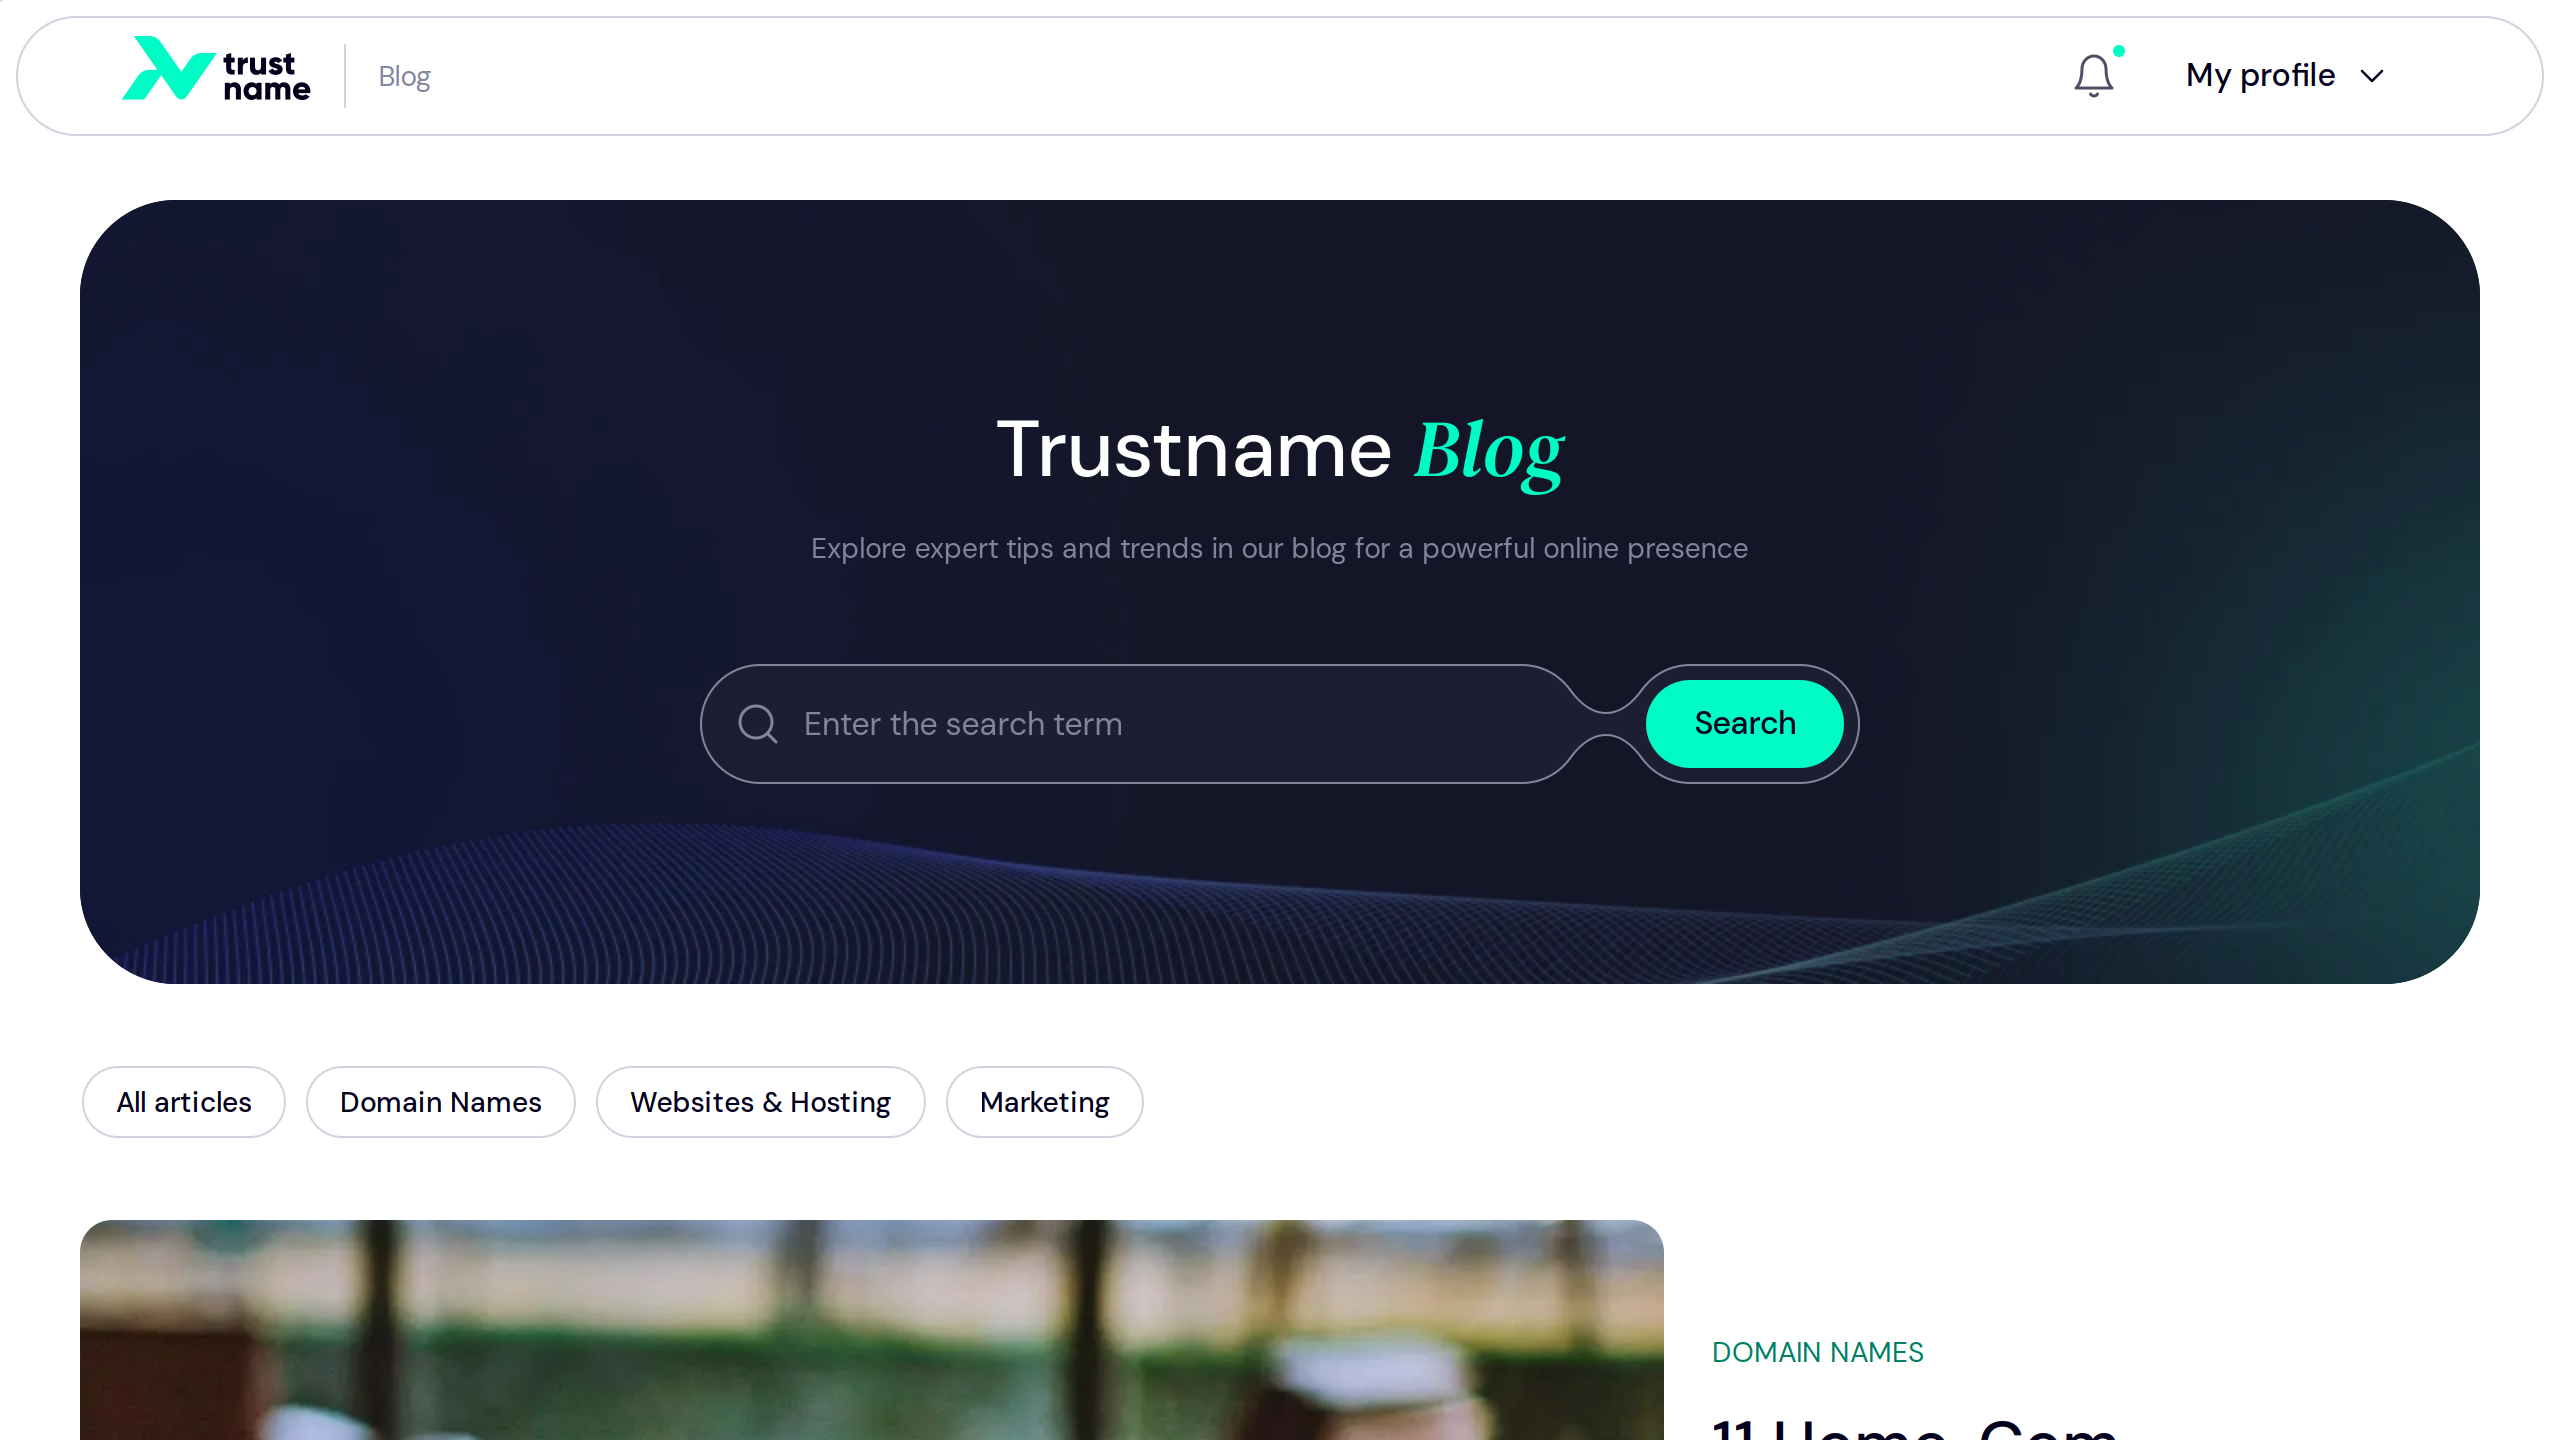 trust
name
Blog
My profile
Trustname Blog
Explore expert tips and trends in our blog for a powerful online presence
Enter the search term
Search
All articles
Domain Names
Websites & Hosting
Marketing
DOMAIN NAMES